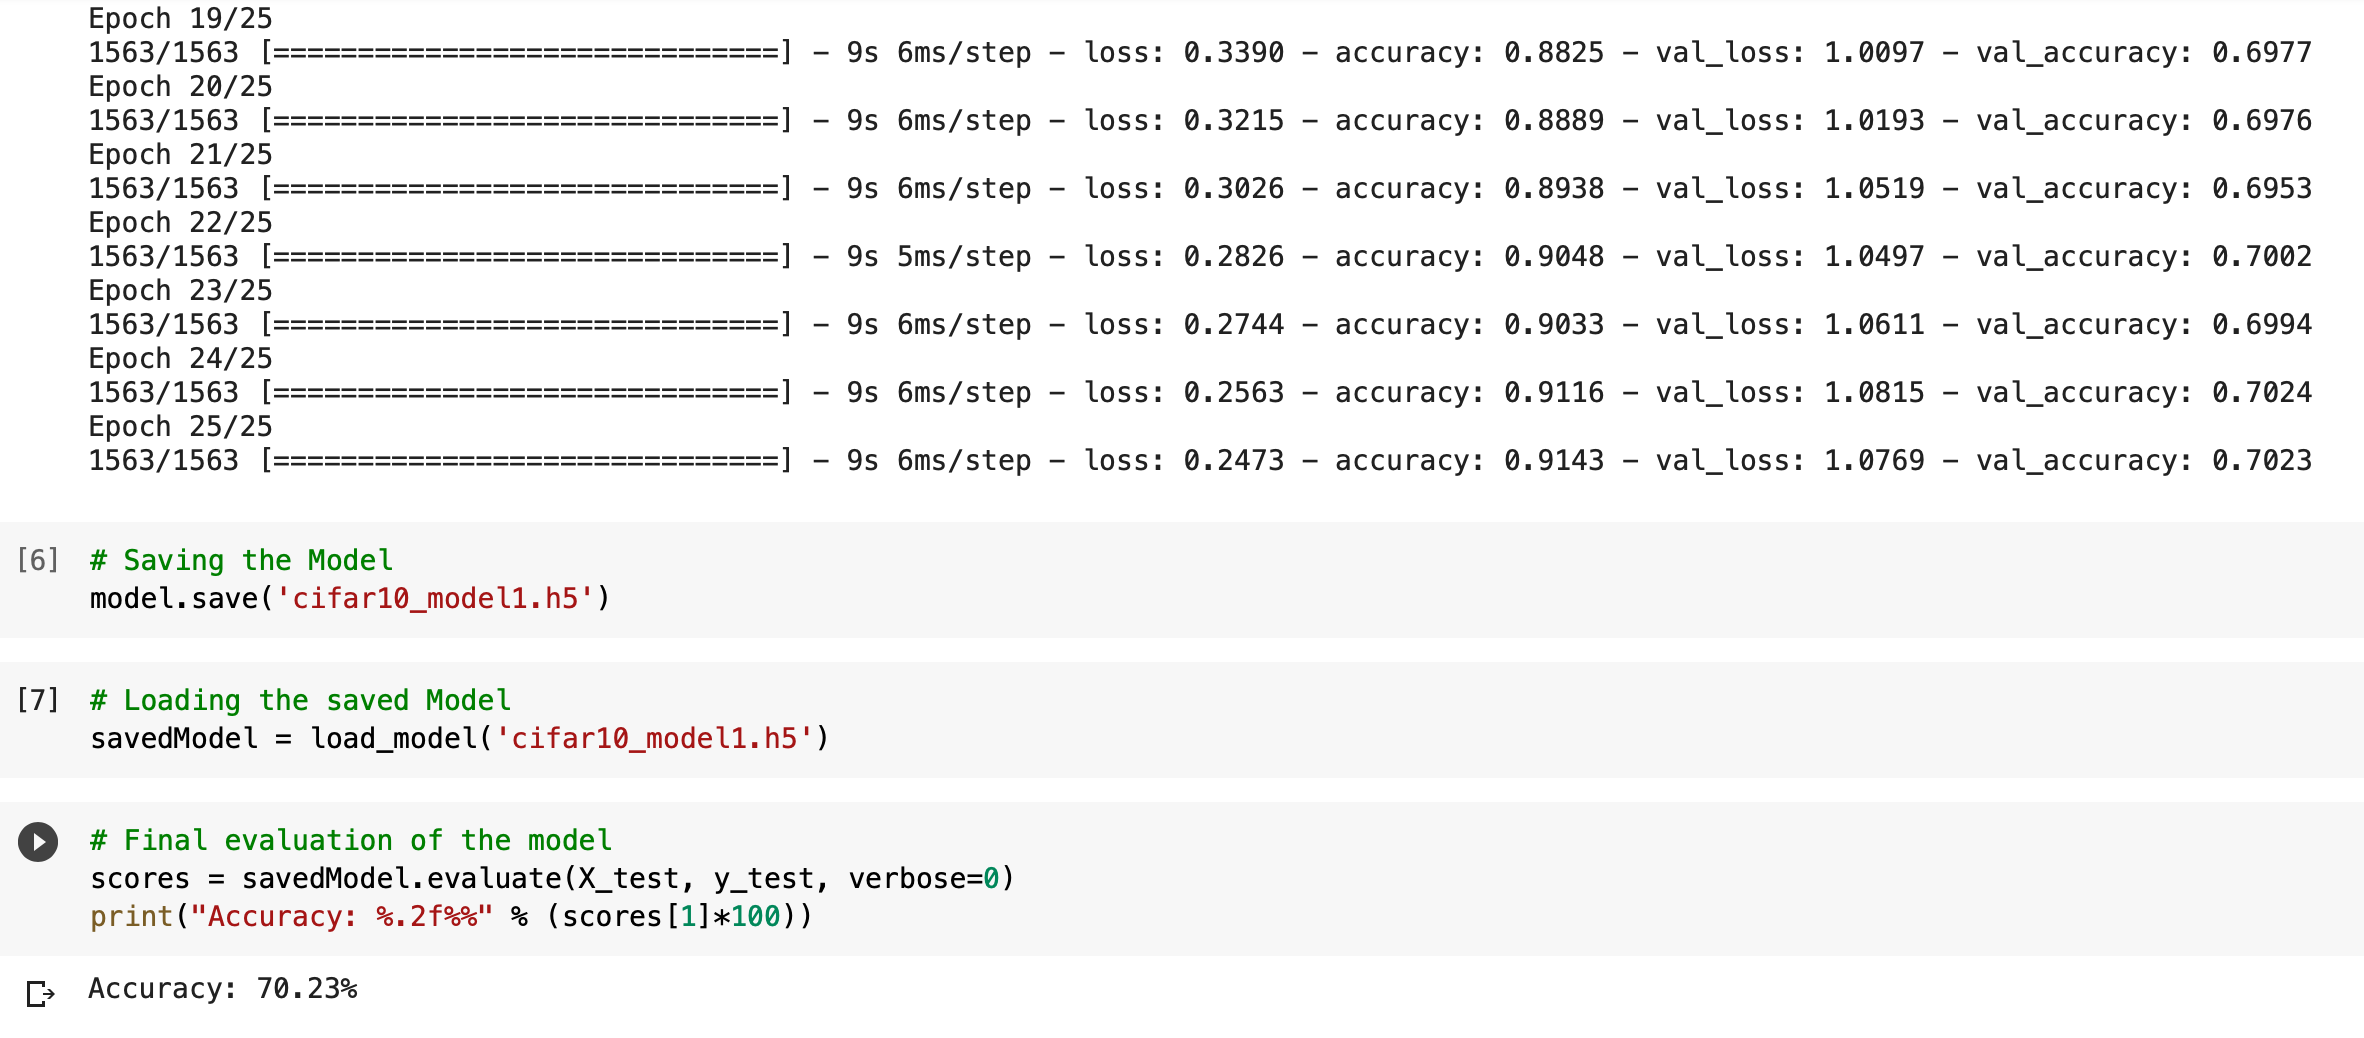 Epoch 19/25
1563/1563 [==============================] - 9s 6ms/step - loss: 0.3390 - accuracy: 0.8825 - val_loss: 1.0097 - val_accuracy: 0.6977
Epoch 20/25
1563/1563 [==============================] - 9s 6ms/step - loss: 0.3215 - accuracy: 0.8889 - val_loss: 1.0193 - val_accuracy: 0.6976
Epoch 21/25
1563/1563 [==============================] - 9s 6ms/step - loss: 0.3026 - accuracy: 0.8938 - val_loss: 1.0519 - val_accuracy: 0.6953
Epoch 22/25
1563/1563 [==============================] - 9s 5ms/step - loss: 0.2826 - accuracy: 0.9048 - val_loss: 1.0497 - val_accuracy: 0.7002
Epoch 23/25
1563/1563 [==============================] - 9s 6ms/step - loss: 0.2744 - accuracy: 0.9033 - val_loss: 1.0611 - val_accuracy: 0.6994
Epoch 24/25
1563/1563 [==============================] - 9s 6ms/step - loss: 0.2563 - accuracy: 0.9116 - val_loss: 1.0815 - val_accuracy: 0.7024
Epoch 25/25
1563/1563 [==============================] - 9s 6ms/step - loss: 0.2473 - accuracy: 0.9143 - val_loss: 1.0769 - val_accuracy: 0.7023
[6] # Saving the Model
model.save('cifar10_model1.h5')
[7] # Loading the saved Model
savedModel = load_model('cifar10_model1.h5')
# Final evaluation of the model
scores = savedModel.evaluate(X_test, y_test, verbose=0)
print("Accuracy: %.2f%%" % (scores[1]*100))
Accuracy: 70.23%